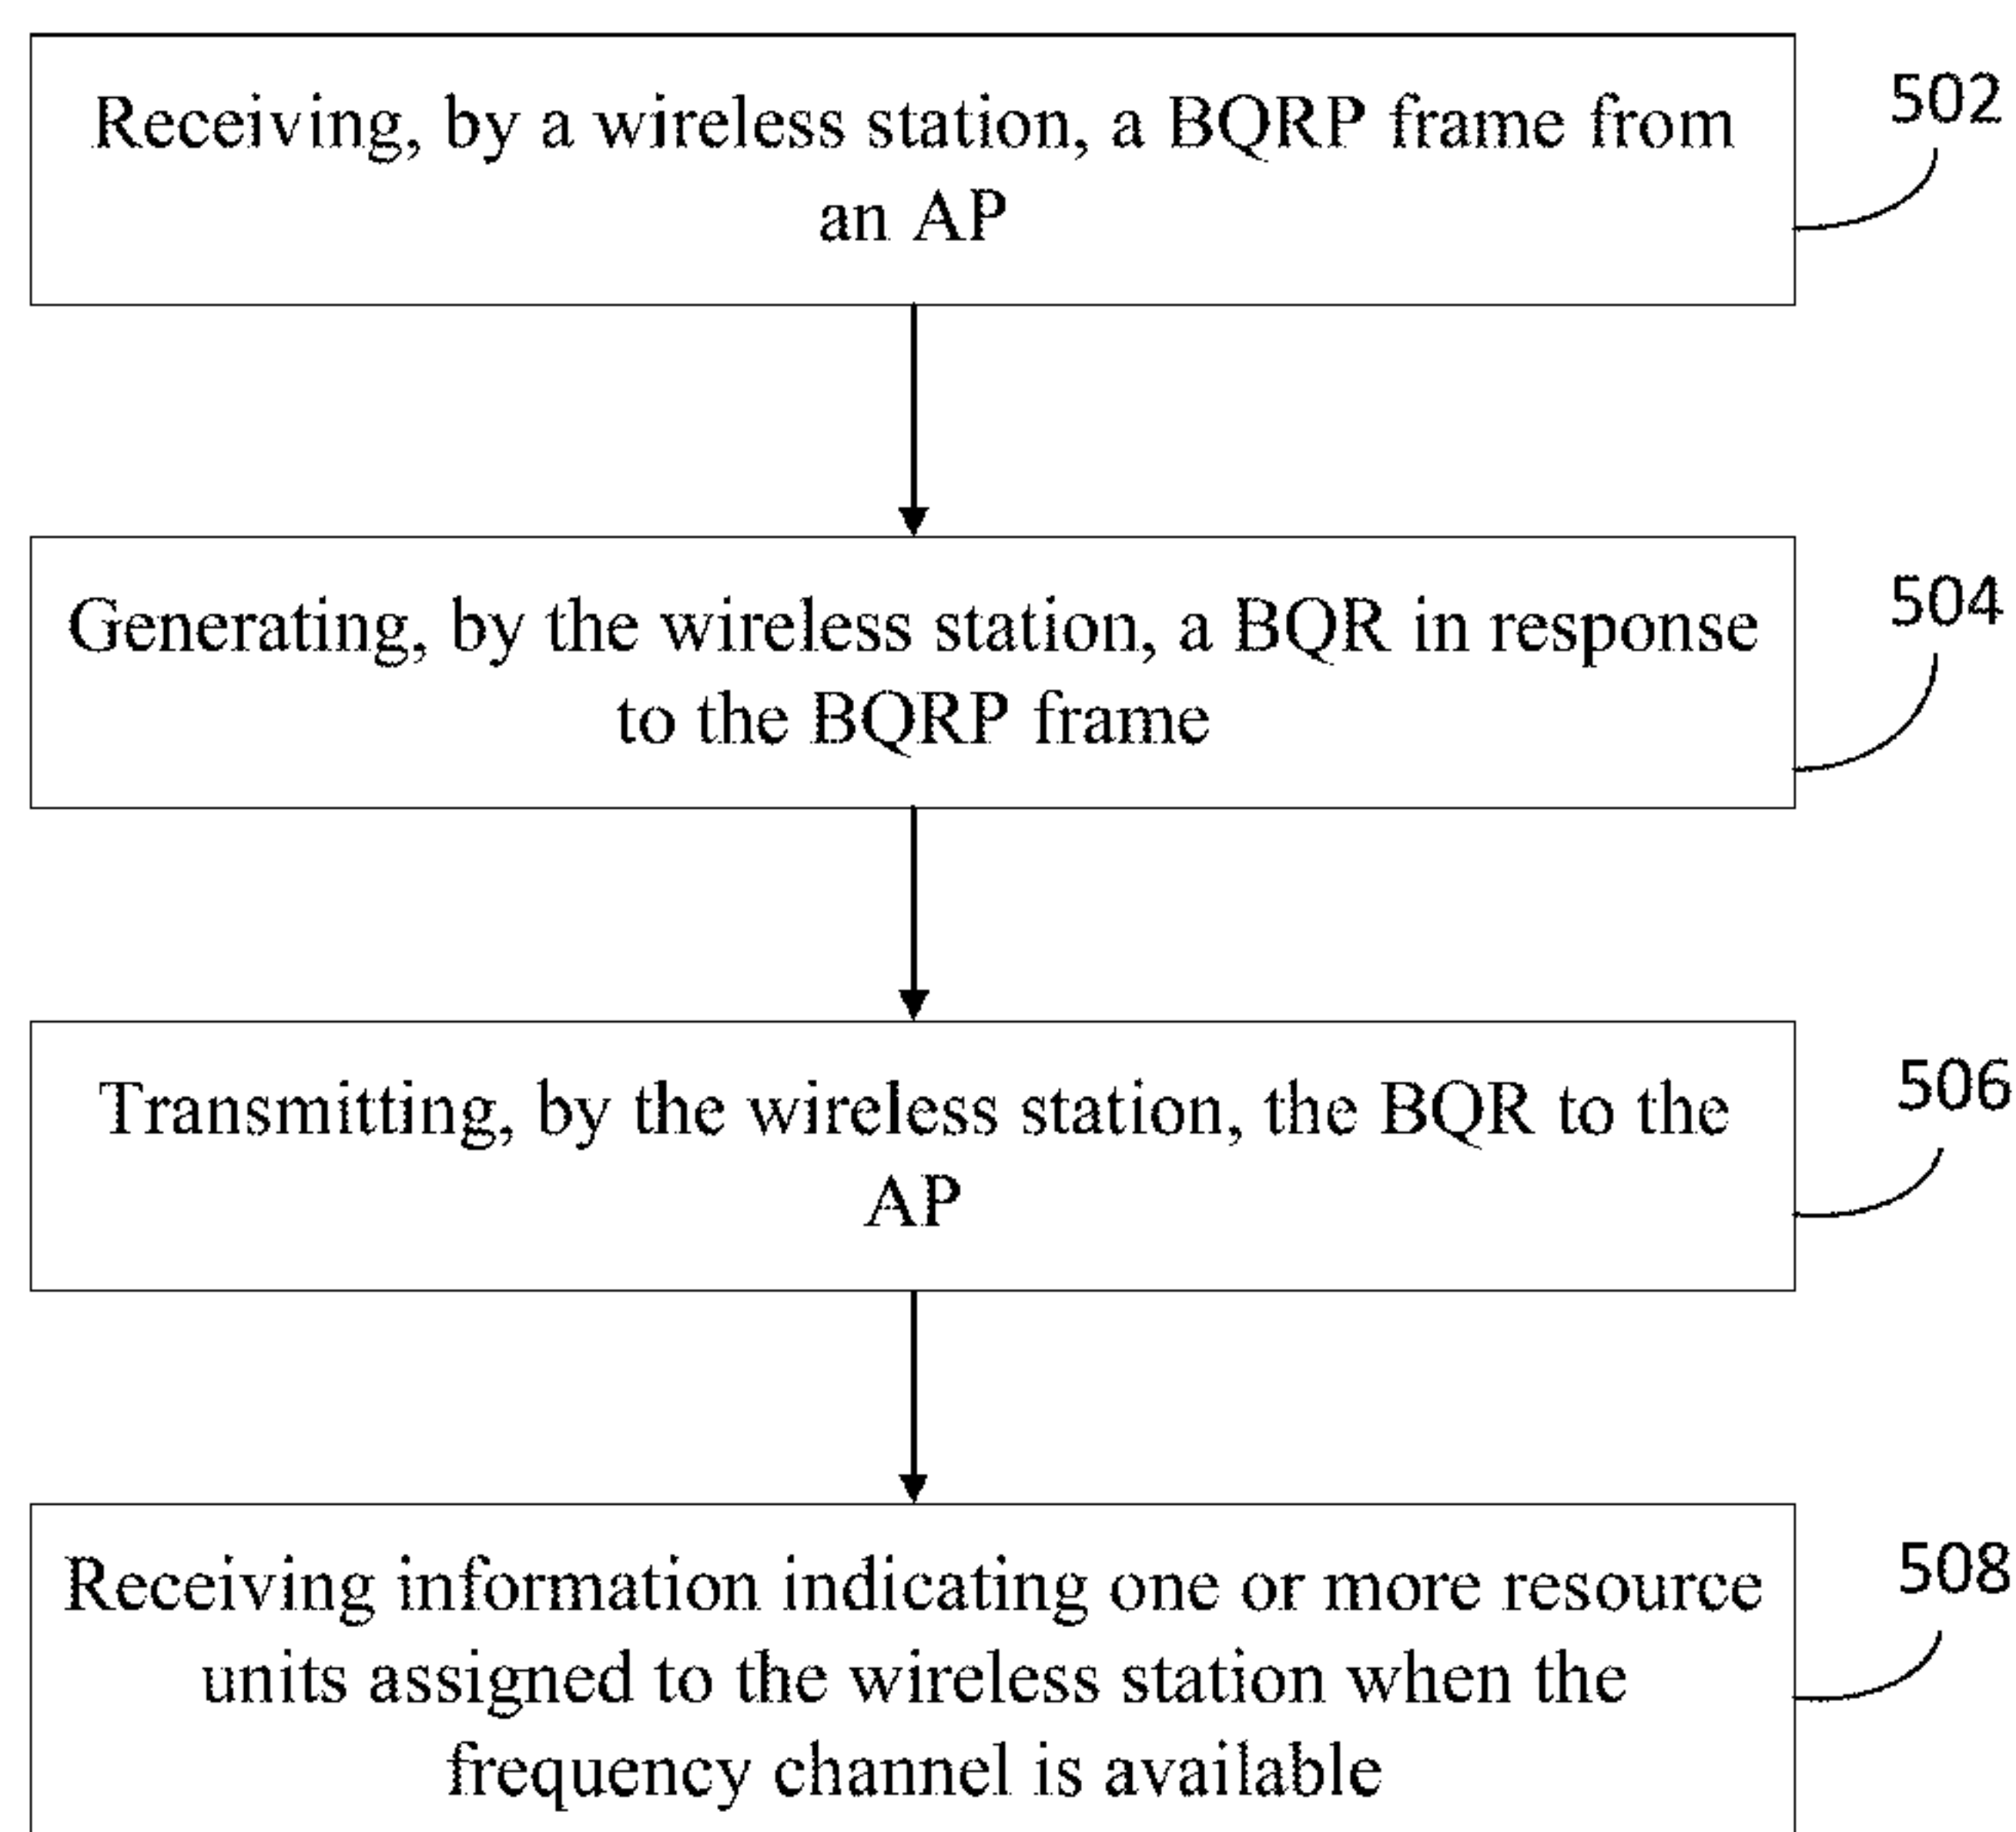 Receiving, by a wireless station, a BQRP frame from
an AP
502
Generating, by the wireless station, a BQR in response
to the BQRP frame
504
Transmitting, by the wireless station, the BQR to the
AP
506
Receiving information indicating one or more resource
units assigned to the wireless station when the
frequency channel is available
508